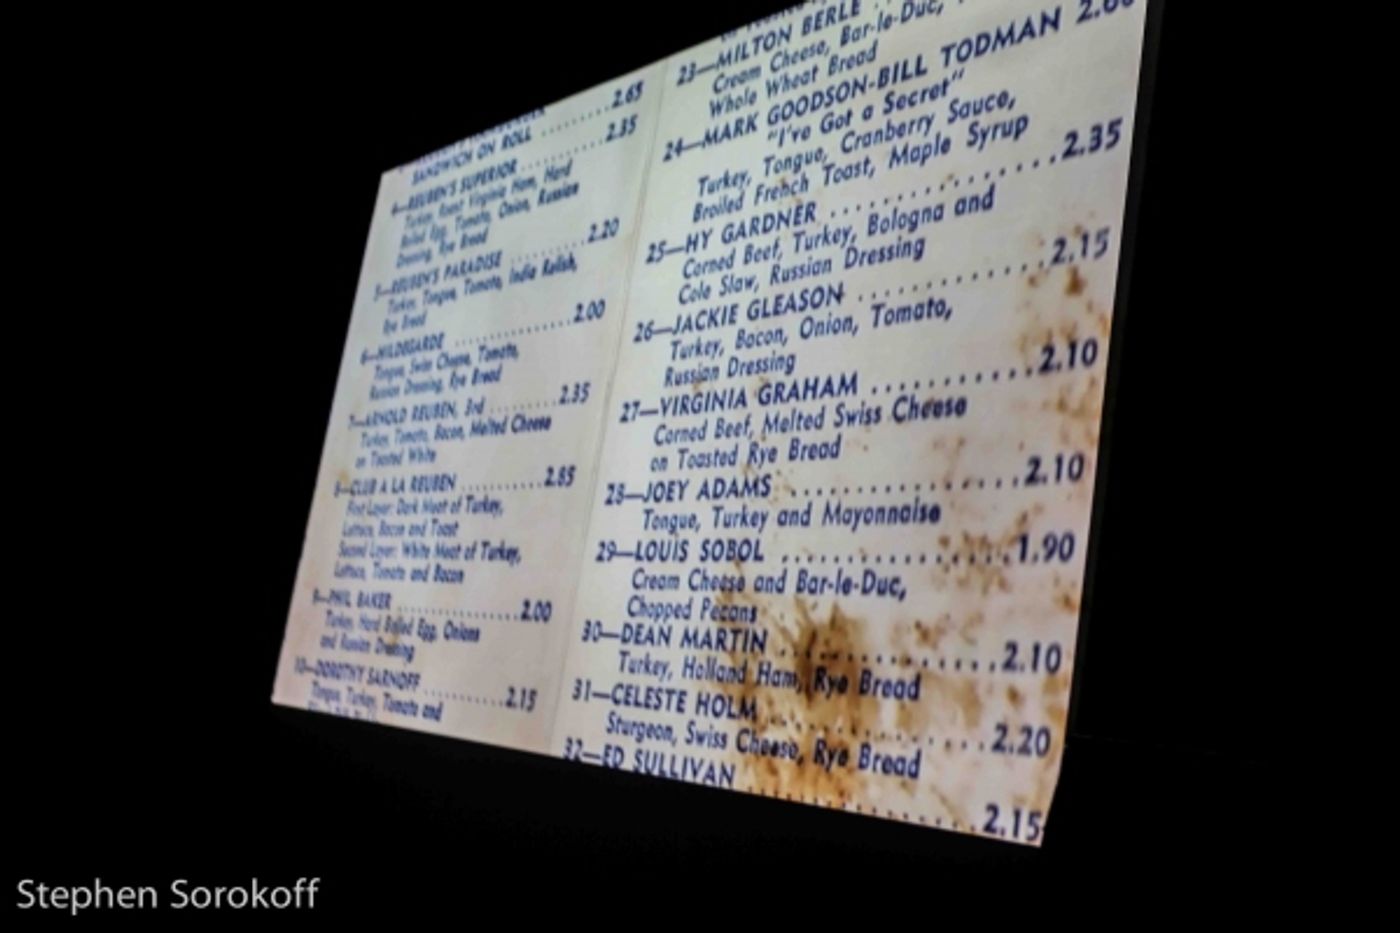 SANDWICH ON ROLL ..........2.65
4—REUBEN'S SUPERIOR............2.35
Turkey, Roast Virginia Ham, Hard
Boiled Egg, Tomato, Onion, Russian
Dressing, Rye Bread
5—REUBEN'S PARADISE ..........2.20
Turkey, Tongue, Tomato, India Relish,
Rye Bread
6—HILDEGARDE ..................2.00
Tongue, Swiss Cheese, Tomato,
Russian Dressing, Rye Bread
7—ARNOLD REUBEN, 3rd ..........2.35
Turkey, Tomato, Bacon, Melted Cheese
on Toasted White
8—CLUB A LA REUBEN ............2.85
First Layer: Dark Meat of Turkey,
Lettuce, Bacon and Toast
Second Layer: White Meat of Turkey,
Lettuce, Tomato and Bacon
9—PHIL BAKER ..................2.00
Turkey, Hard Boiled Egg, Onions
and Russian Dressing
10—DOROTHY SARNOFF ............2.15
Tongue, Turkey, Tomato and
23—MILTON BERLE
Cream Cheese, Bar-le-Duc,
Whole Wheat Bread
24—MARK GOODSON-BILL TODMAN
"I've Got a Secret"
Turkey, Tongue, Cranberry Sauce,
Broiled French Toast, Maple Syrup
25—HY GARDNER ..................2.35
Corned Beef, Turkey, Bologna and
Cole Slaw, Russian Dressing
26—JACKIE GLEASON ..............2.15
Turkey, Bacon, Onion, Tomato,
Russian Dressing
27—VIRGINIA GRAHAM ............2.10
Corned Beef, Melted Swiss Cheese
on Toasted Rye Bread
28—JOEY ADAMS ..................2.10
Tongue, Turkey and Mayonnaise
29—LOUIS SOBOL ..................1.90
Cream Cheese and Bar-le-Duc,
Chopped Pecans
30—DEAN MARTIN ................2.10
Turkey, Holland Ham, Rye Bread
31—CELESTE HOLM ................2.20
Sturgeon, Swiss Cheese, Rye Bread
32—ED SULLIVAN ..................2.15
Stephen Sorokoff